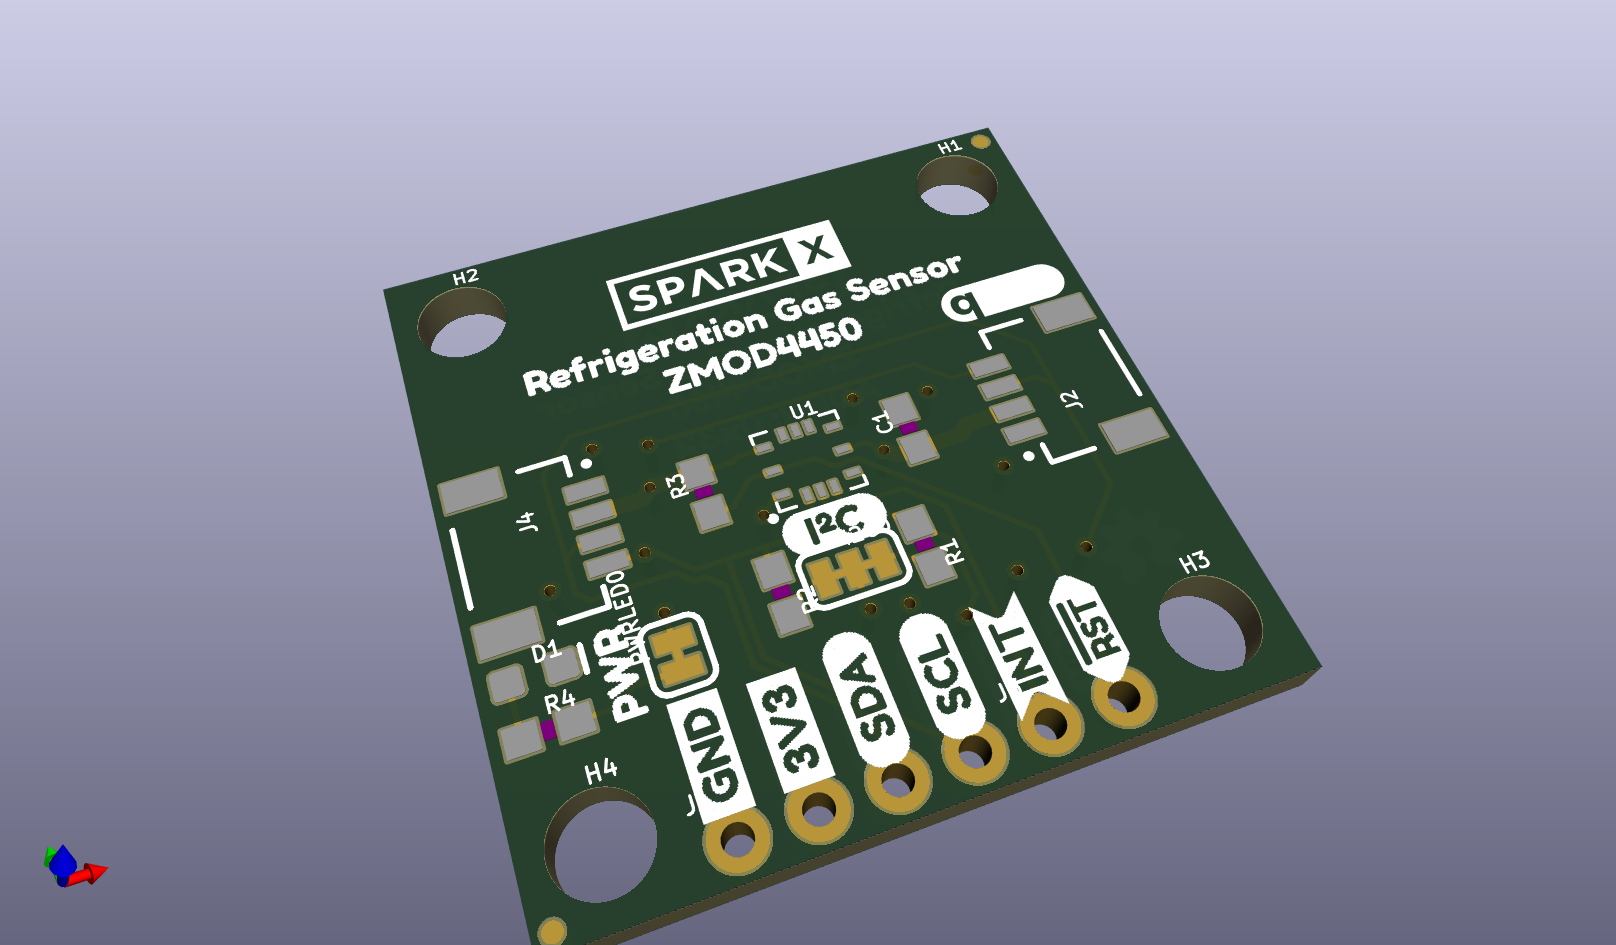 H1
SPARK X
H2
Refrigeration Gas Sensor
ZMOD4450
U1
C1
J2
R3
J4
I²C
R1
R2
H3
D1
PWR
R4
GND
3V3
SDA
SCL
INT
RST
J
J
H4